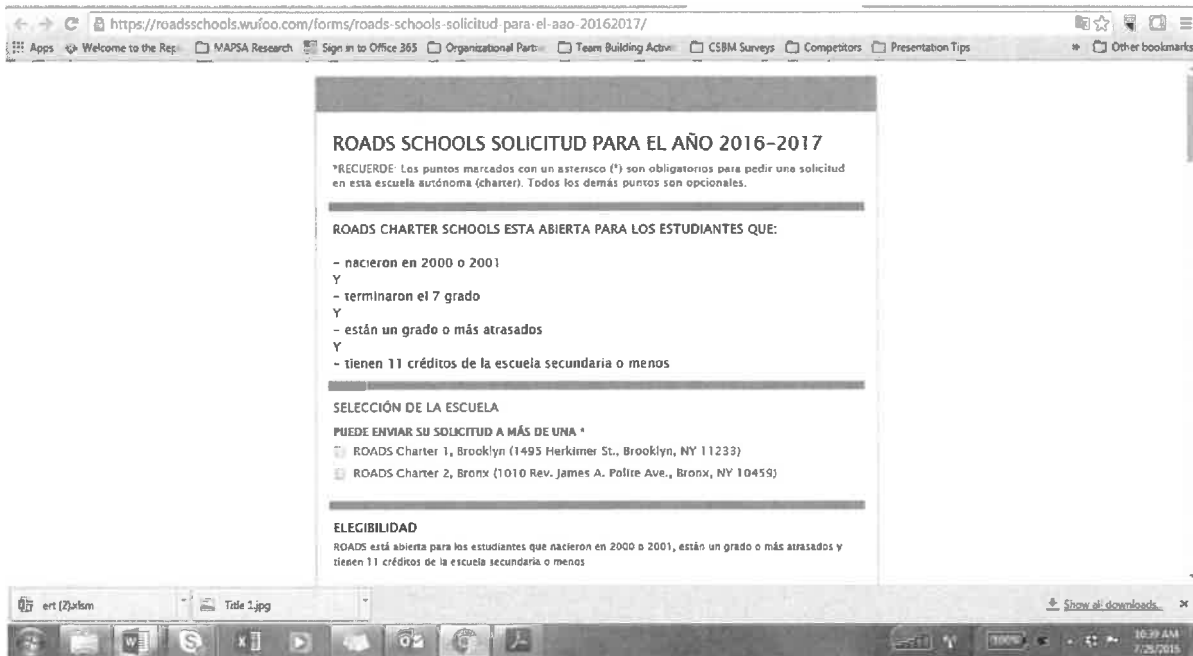 https://roadsschools.wufoo.com/forms/roads-schools-solicitud-para-el-aao-20162017/
Apps Welcome to the Rep MAPSA Research Sign in to Office 365 Organizational Part Team Building Activ CSBM Surveys Competitors Presentation Tips » Other bookmarks
ROADS SCHOOLS SOLICITUD PARA EL AÑO 2016-2017
*RECUERDE: Los puntos marcados con un asterisco (*) son obligatorios para pedir una solicitud
en esta escuela autónoma (charter). Todos los demás puntos son opcionales.
ROADS CHARTER SCHOOLS ESTA ABIERTA PARA LOS ESTUDIANTES QUE:
- nacieron en 2000 o 2001
Y
- terminaron el 7 grado
Y
- están un grado o más atrasados
Y
- tienen 11 créditos de la escuela secundaria o menos
SELECCIÓN DE LA ESCUELA
PUEDE ENVIAR SU SOLICITUD A MÁS DE UNA *
ROADS Charter 1, Brooklyn (1495 Herkimer St., Brooklyn, NY 11233)
ROADS Charter 2, Bronx (1010 Rev. James A. Polite Ave., Bronx, NY 10459)
ELEGIBILIDAD
ROADS está abierta para los estudiantes que nacieron en 2000 o 2001, están un grado o más atrasados y
tienen 11 créditos de la escuela secundaria o menos
ert (2).xlsm Title 1.jpg Show all downloads...
100% 10:39 AM